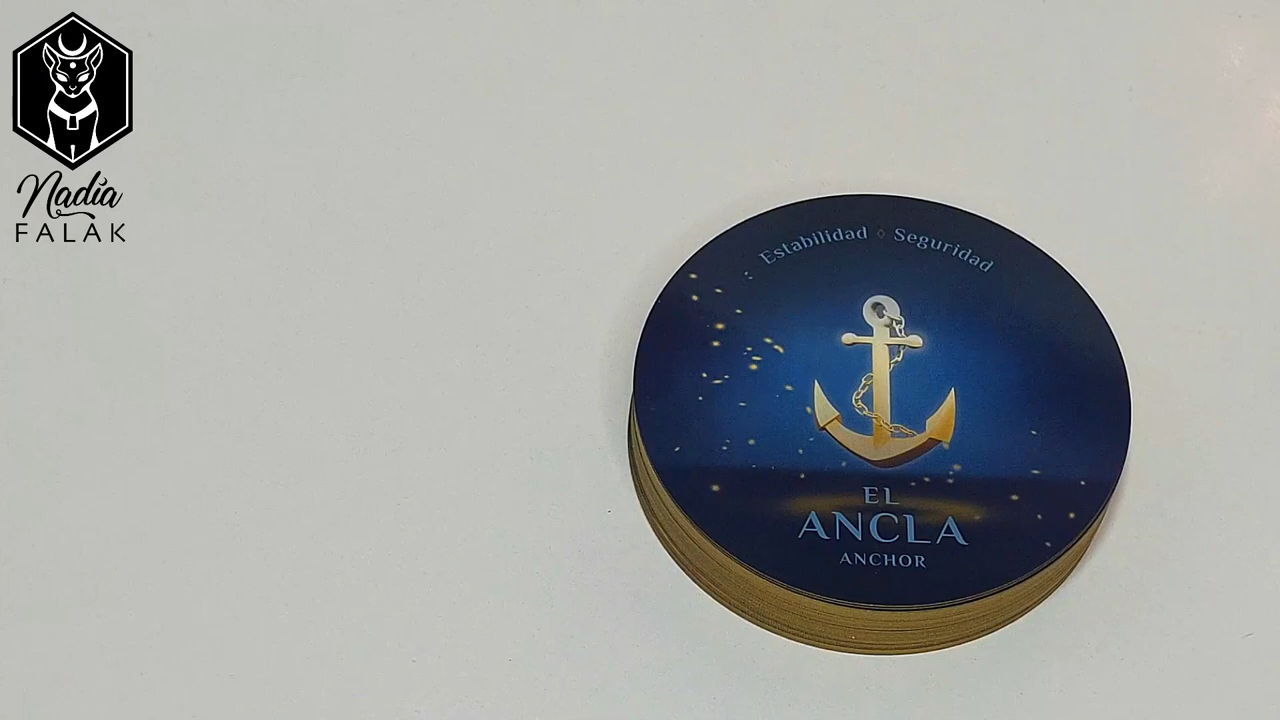 Nadia
FALAK
Estabilidad ◊ Seguridad
EL
ANCLA
ANCHOR